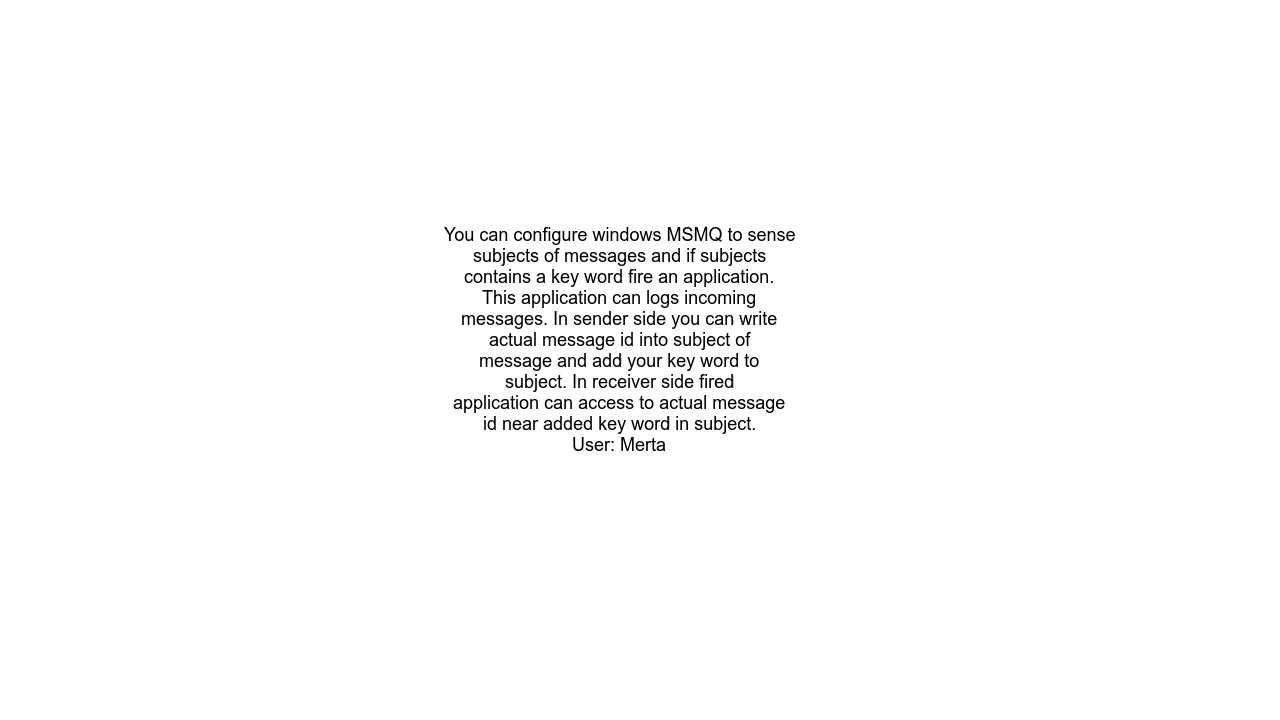 You can configure windows MSMQ to sense
subjects of messages and if subjects
contains a key word fire an application.
This application can logs incoming
messages. In sender side you can write
actual message id into subject of
message and add your key word to
subject. In receiver side fired
application can access to actual message
id near added key word in subject.
User: Merta